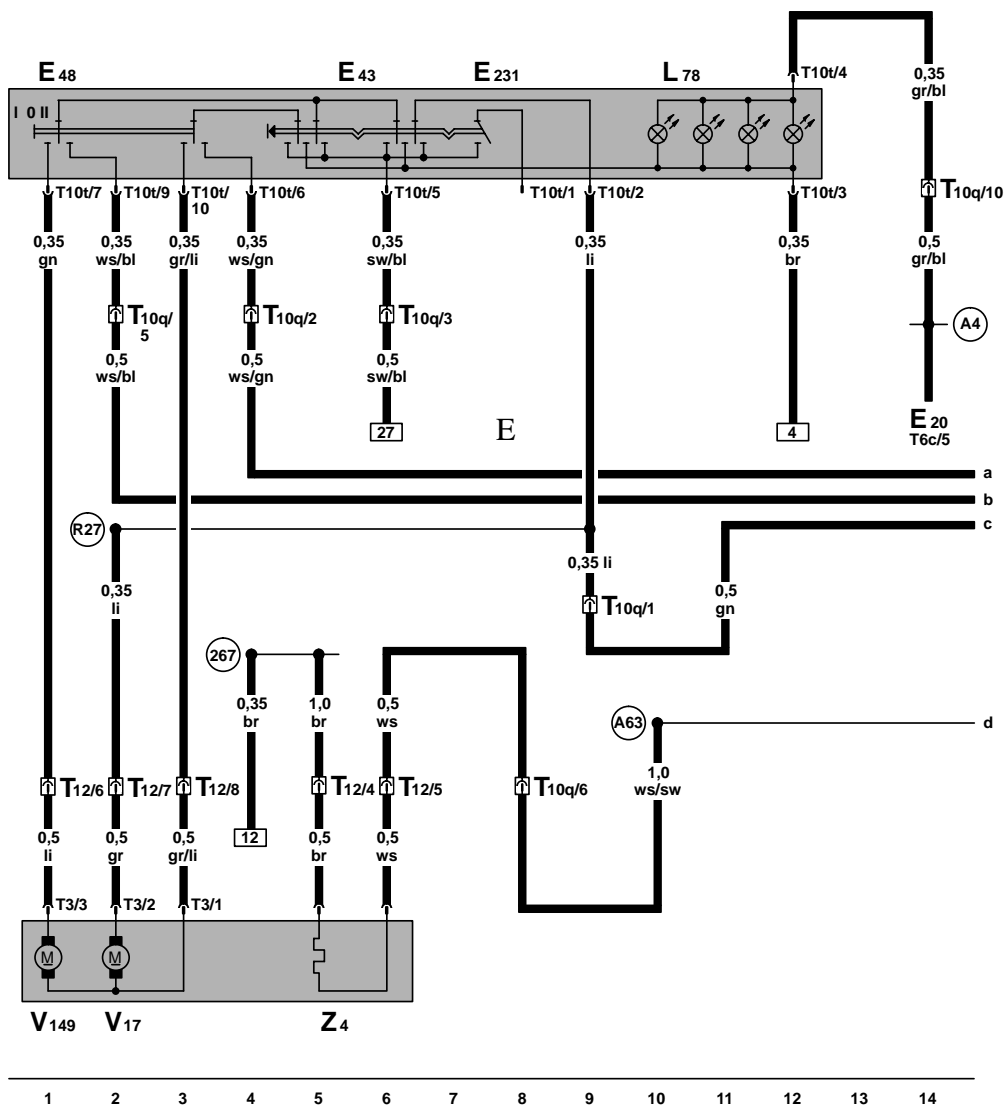 E 48 E 43 E 231 L 78 T10t/4
I 0 II
T10t/7 T10t/9 T10t/10 T10t/6 T10t/5 T10t/1 T10t/2 T10t/3
0,35 gn
0,35 ws/bl
0,35 gr/li
0,35 ws/gn
0,35 sw/bl
0,35 li
0,35 br
0,35 gr/bl
T10q/10
0,5 gr/bl
T10q/5
T10q/2
T10q/3
0,5 ws/bl
0,5 ws/gn
0,5 sw/bl
A4
27
E
4
E 20
T6c/5
a
b
R27
c
0,35 li
0,35 li
0,5 gn
T10q/1
267
0,35 br
1,0 br
0,5 ws
A63
d
1,0 ws/sw
T12/6 T12/7 T12/8 T12/4 T12/5 T10q/6
0,5 li
0,5 gr
0,5 gr/li
12
0,5 br
0,5 ws
T3/3 T3/2 T3/1
M M
V149 V17 Z4
1 2 3 4 5 6 7 8 9 10 11 12 13 14